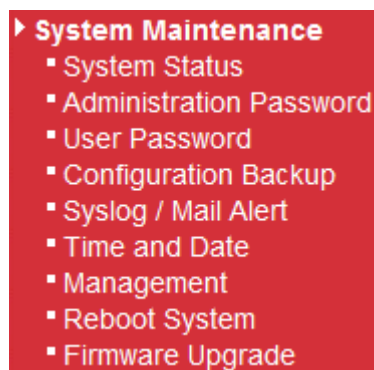 System Maintenance
System Status
Administration Password
User Password
Configuration Backup
Syslog / Mail Alert
Time and Date
Management
Reboot System
Firmware Upgrade